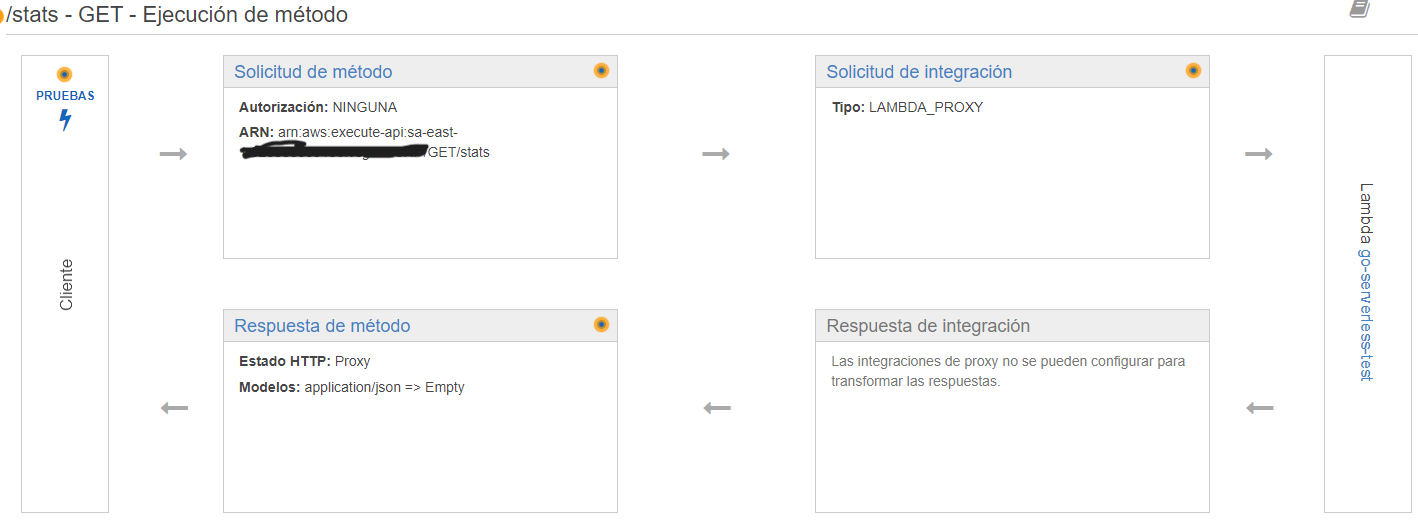 /stats - GET - Ejecución de método
PRUEBAS
Cliente
Solicitud de método
Autorización: NINGUNA
ARN: arn:aws:execute-api:sa-east-
/GET/stats
Solicitud de integración
Tipo: LAMBDA_PROXY
Lambda go-serverless-test
Respuesta de método
Estado HTTP: Proxy
Modelos: application/json => Empty
Respuesta de integración
Las integraciones de proxy no se pueden configurar para
transformar las respuestas.